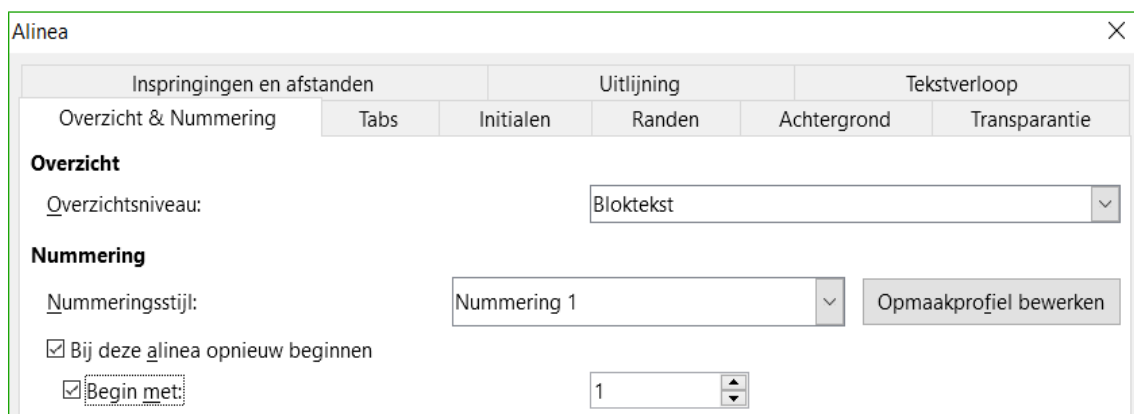 Alinea
Inspringingen en afstanden Uitlijning Tekstverloop
Overzicht & Nummering Tabs Initialen Randen Achtergrond Transparantie
Overzicht
Overzichtsniveau: Bloktekst
Nummering
Nummeringsstijl: Nummering 1 Opmaakprofiel bewerken
Bij deze alinea opnieuw beginnen
Begin met: 1